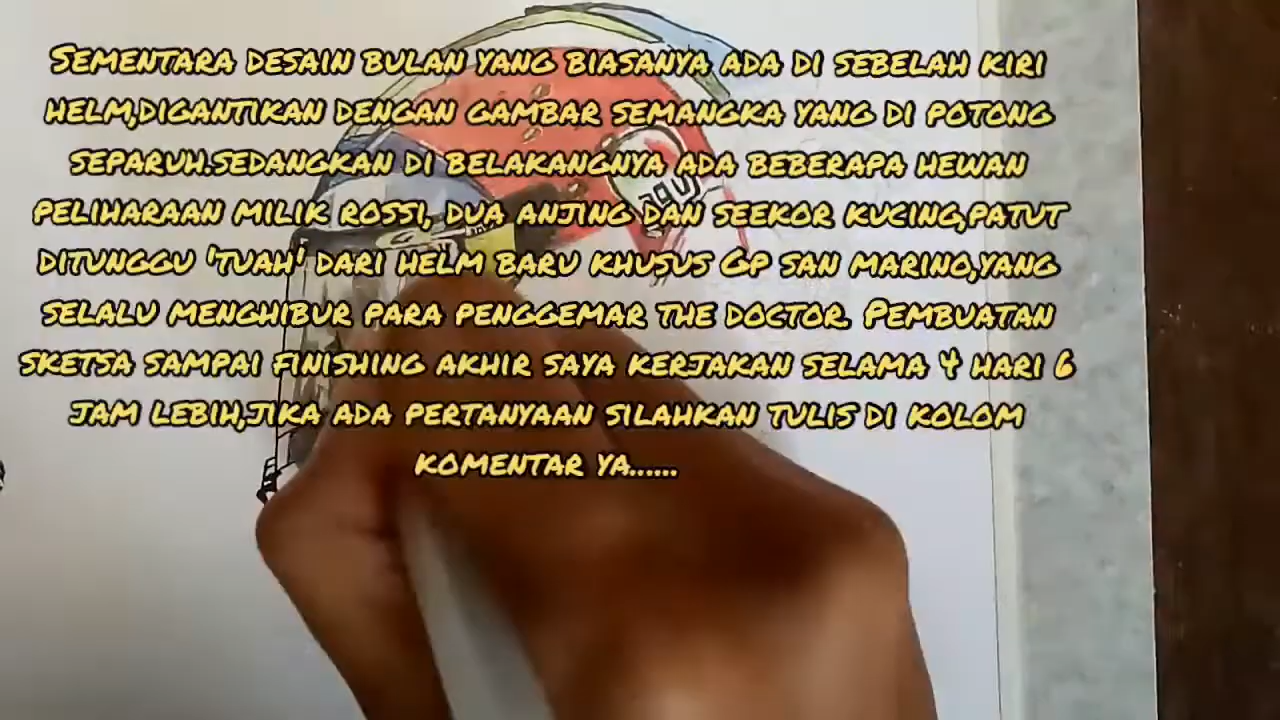 Sementara desain bulan yang biasanya ada di sebelah kiri
helm,digantikan dengan gambar semangka yang di potong
separuh.sedangkan di belakangnya ada beberapa hewan
peliharaan milik rossi, dua anjing dan seekor kucing,patut
ditunggu 'tuah' dari helm baru khusus Gp san marino,yang
selalu menghibur para penggemar the doctor. Pembuatan
sketsa sampai finishing akhir saya kerjakan selama 4 hari 6
jam lebih,jika ada pertanyaan silahkan tulis di kolom
komentar ya......
AGV